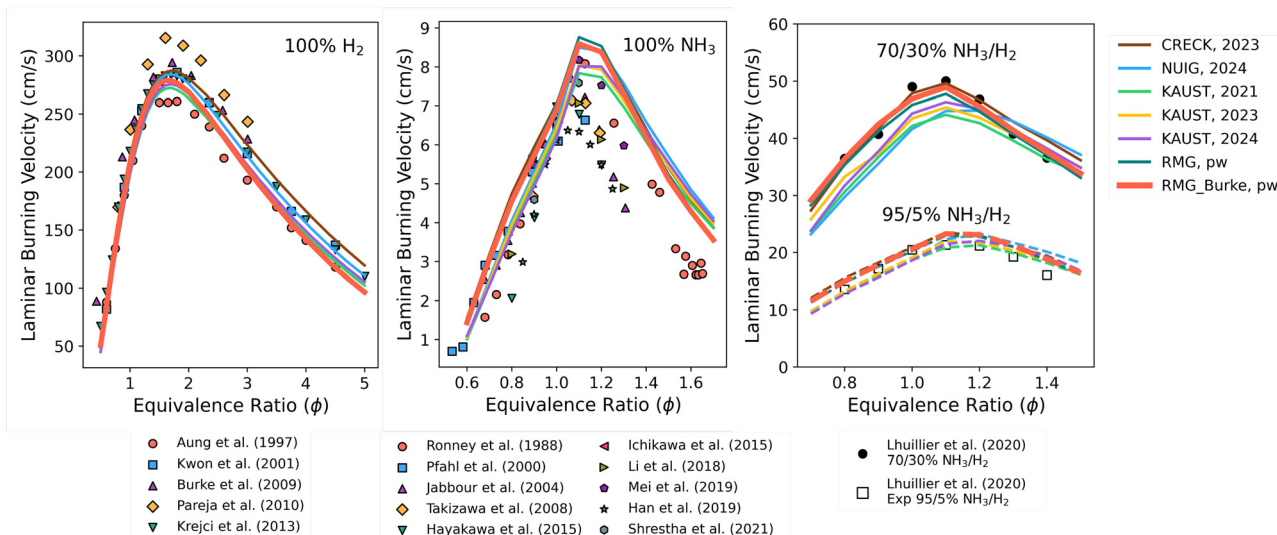 100% H₂
Laminar Burning Velocity (cm/s)
300
250
200
150
100
50
1
2
3
4
5
Equivalence Ratio (ϕ)
Aung et al. (1997)
Kwon et al. (2001)
Burke et al. (2009)
Pareja et al. (2010)
Krejci et al. (2013)
100% NH₃
Laminar Burning Velocity (cm/s)
9
8
7
6
5
4
3
2
1
0.6
0.8
1.0
1.2
1.4
1.6
Equivalence Ratio (ϕ)
Ronney et al. (1988)
Pfahl et al. (2000)
Jabbour et al. (2004)
Takizawa et al. (2008)
Hayakawa et al. (2015)
Ichikawa et al. (2015)
Li et al. (2018)
Mei et al. (2019)
Han et al. (2019)
Shrestha et al. (2021)
70/30% NH₃/H₂
95/5% NH₃/H₂
Laminar Burning Velocity (cm/s)
60
50
40
30
20
10
0
0.8
1.0
1.2
1.4
Equivalence Ratio (ϕ)
Lhuillier et al. (2020)
70/30% NH₃/H₂
Lhuillier et al. (2020)
Exp 95/5% NH₃/H₂
CRECK, 2023
NUIG, 2024
KAUST, 2021
KAUST, 2023
KAUST, 2024
RMG, pw
RMG_Burke, pw